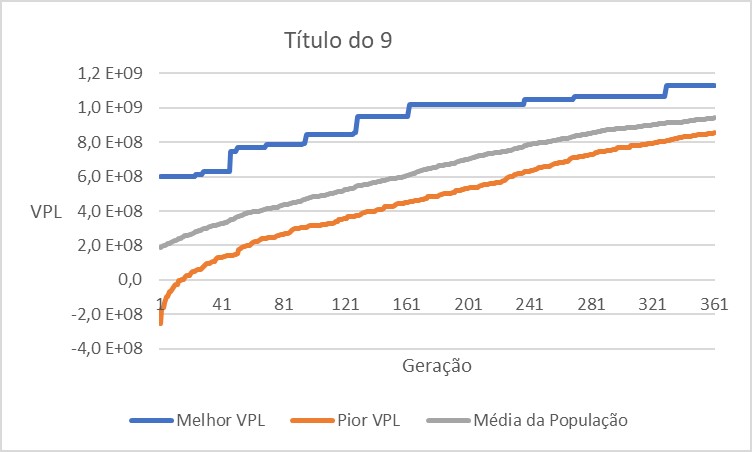 Título do 9
1,2 E+09
1,0 E+09
8,0 E+08
6,0 E+08
VPL
4,0 E+08
2,0 E+08
0,0
1 41 81 121 161 201 241 281 321 361
-2,0 E+08
-4,0 E+08
Geração
Melhor VPL Pior VPL Média da População